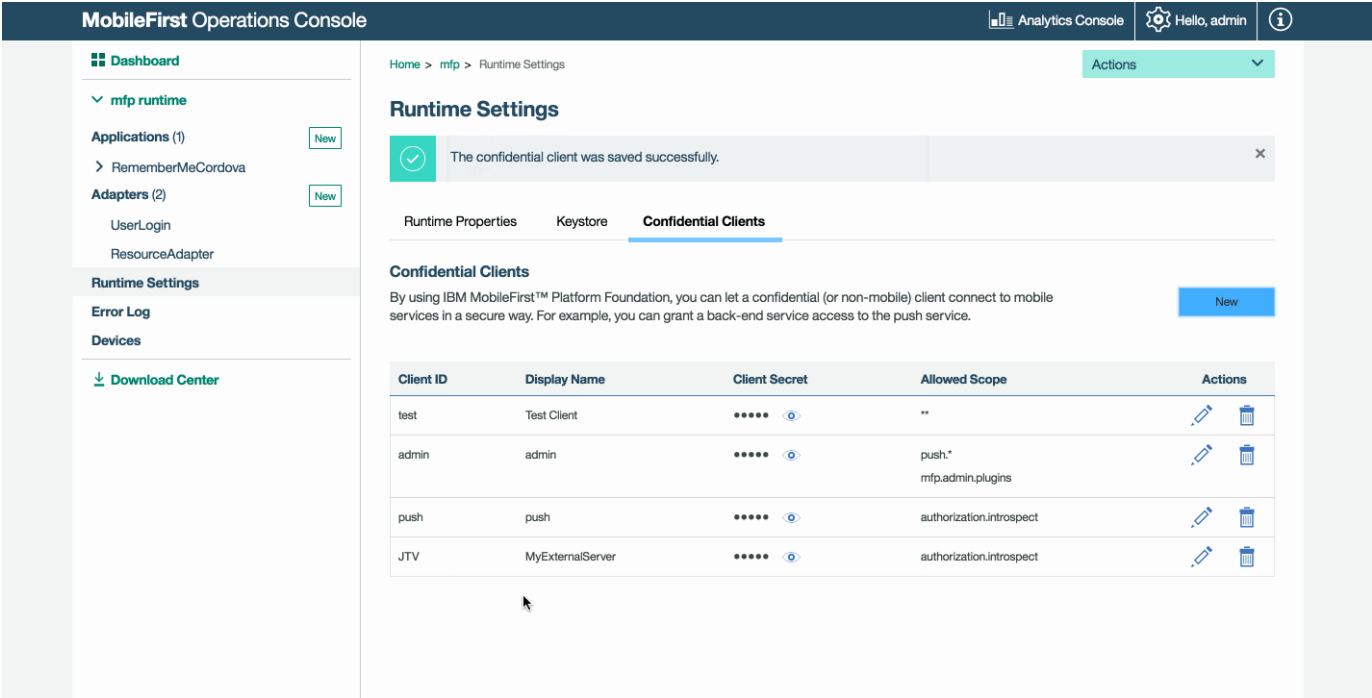 MobileFirst Operations Console
Analytics Console
Hello, admin
Dashboard
mfp runtime
Applications (1)
New
RememberMeCordova
Adapters (2)
New
UserLogin
ResourceAdapter
Runtime Settings
Error Log
Devices
Download Center
Home > mfp > Runtime Settings
Actions
Runtime Settings
The confidential client was saved successfully.
Runtime Properties Keystore Confidential Clients
Confidential Clients
By using IBM MobileFirst™ Platform Foundation, you can let a confidential (or non-mobile) client connect to mobile
services in a secure way. For example, you can grant a back-end service access to the push service.
New
Client ID Display Name Client Secret Allowed Scope Actions
test Test Client ••••• **
admin admin ••••• push.*
mfp.admin.plugins
push push ••••• authorization.introspect
JTV MyExternalServer ••••• authorization.introspect